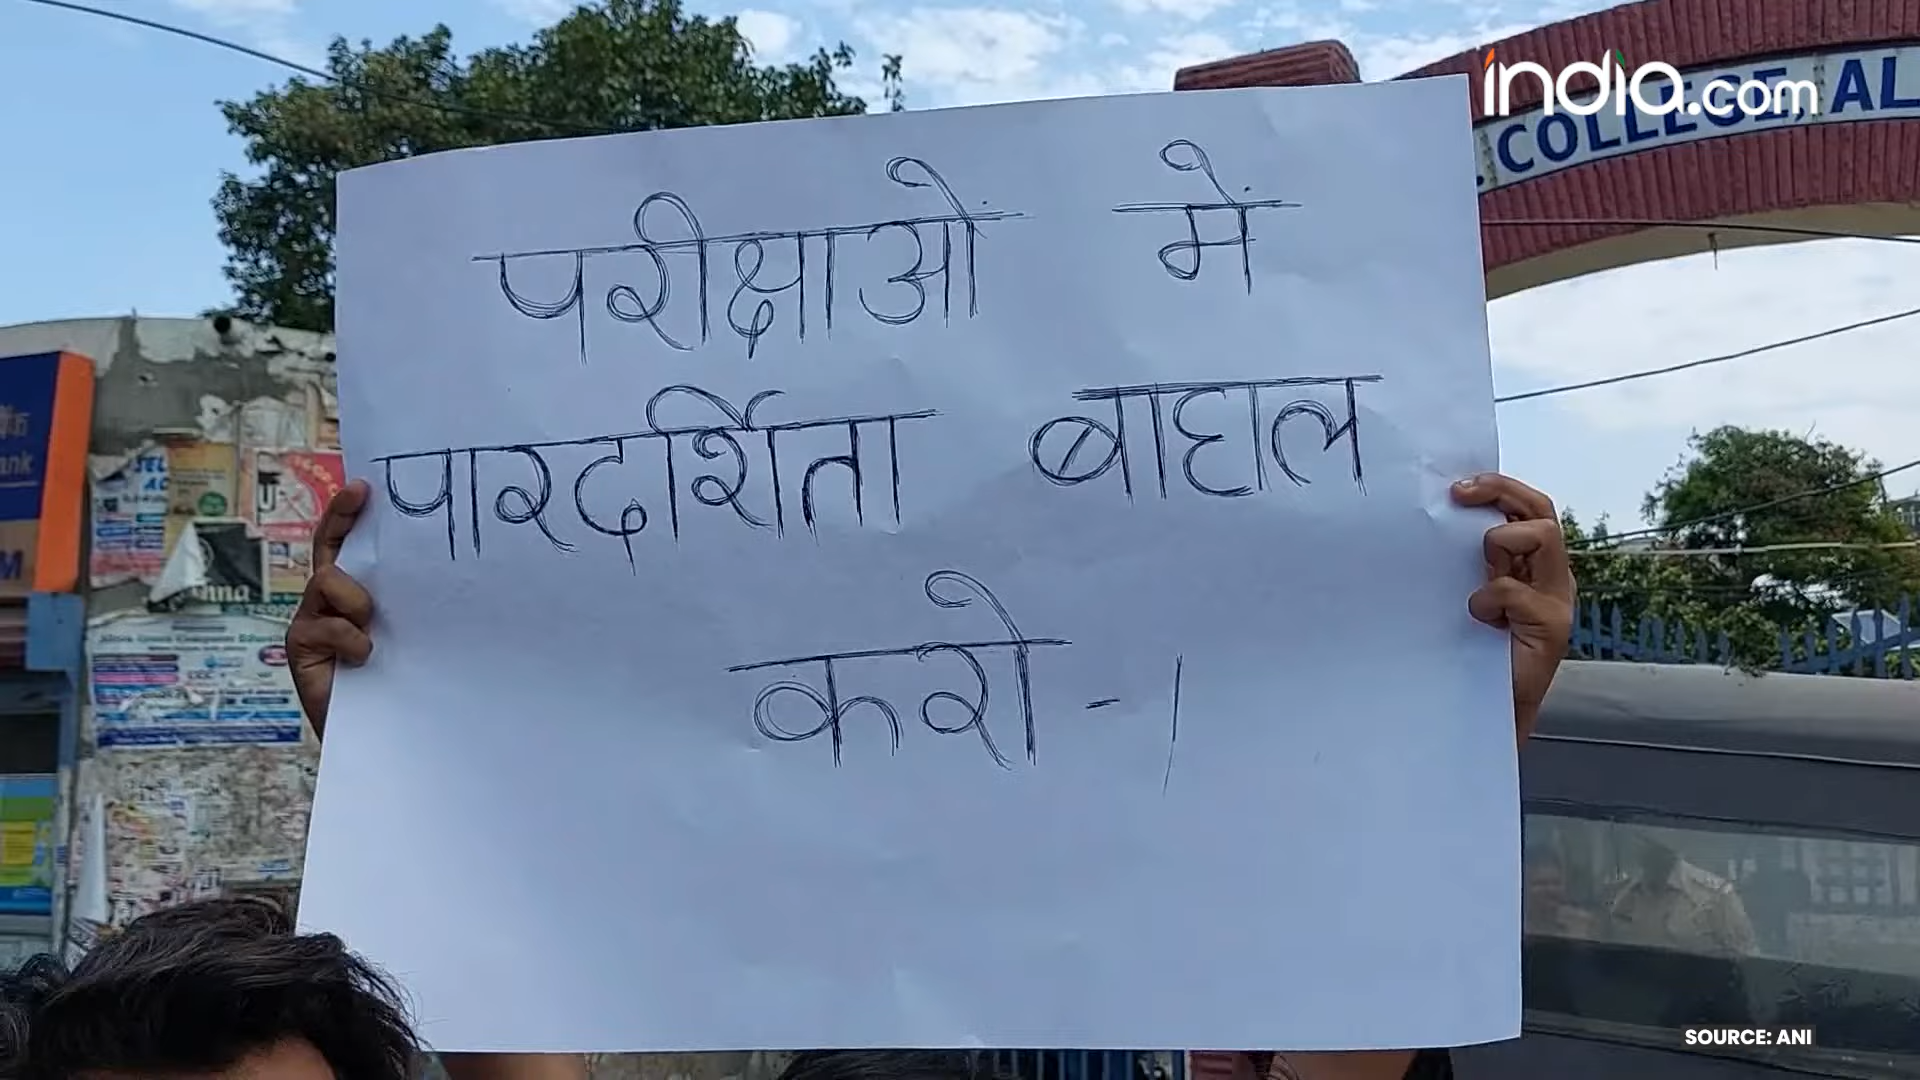 india.com
COLLEGE, AL
परीक्षाओं में
पारदर्शिता बाहाल
करो - ।
SOURCE: ANI